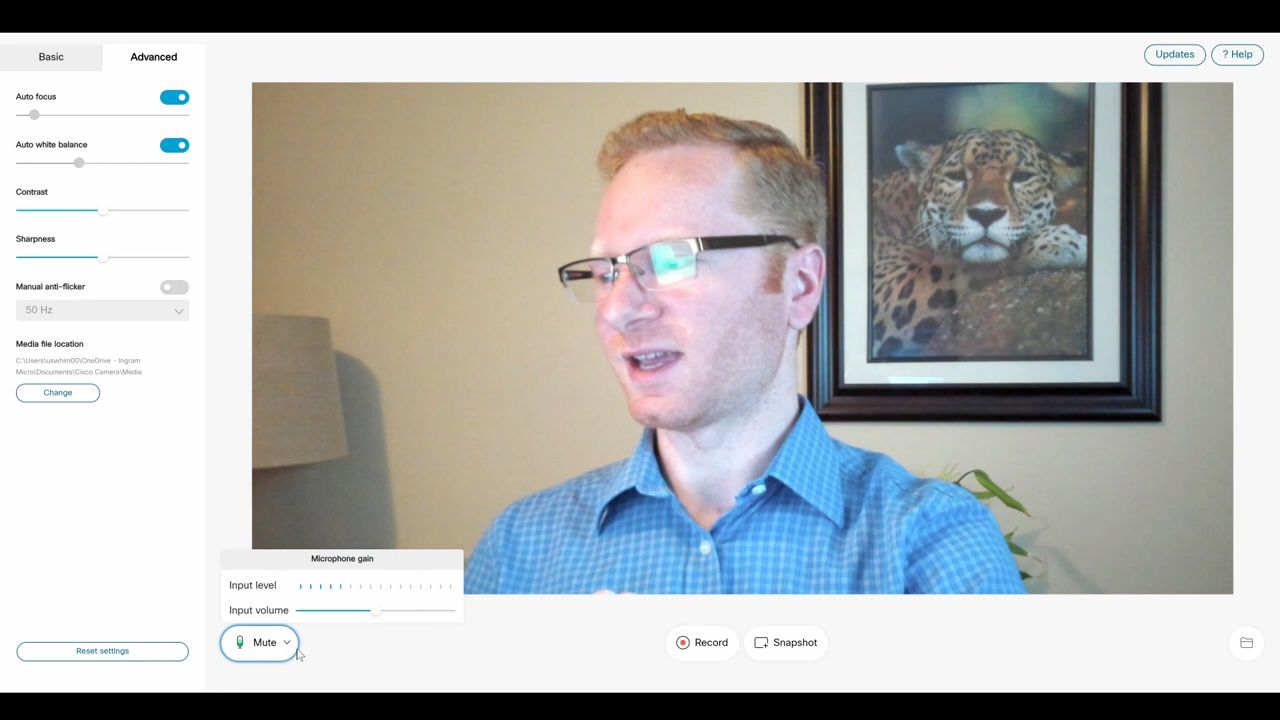 Basic
Advanced
Updates
? Help
Auto focus
Auto white balance
Contrast
Sharpness
Manual anti-flicker
50 Hz
Media file location
C:\Users\uswhim00\OneDrive - Ingram
Micro\Documents\Cisco Camera\Media
Change
Microphone gain
Input level
Input volume
Reset settings
Mute
Record
Snapshot